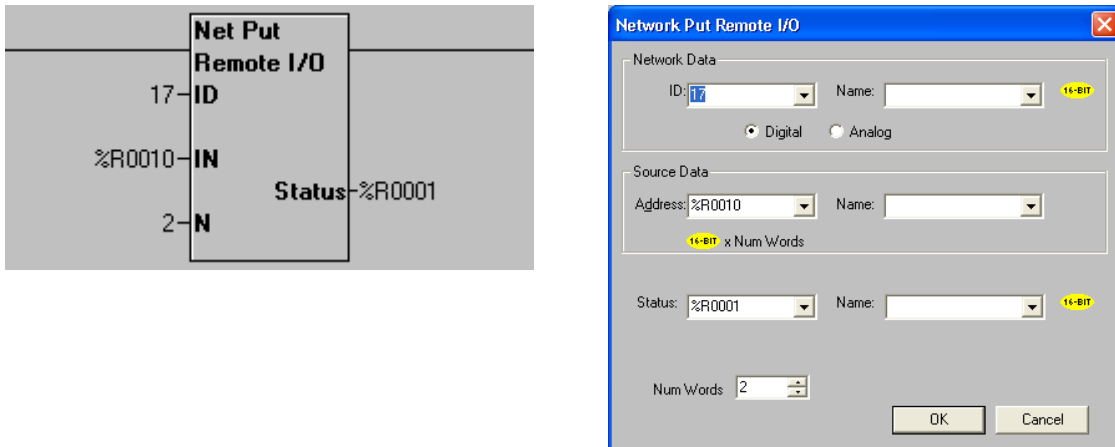 Net Put
Remote I/O
17 ID
%R0010 IN
Status %R0001
2 N
Network Put Remote I/O
Network Data
ID: 17 Name: 16-BIT
Digital Analog
Source Data
Address: %R0010 Name:
16-BIT x Num Words
Status: %R0001 Name: 16-BIT
Num Words 2
OK Cancel